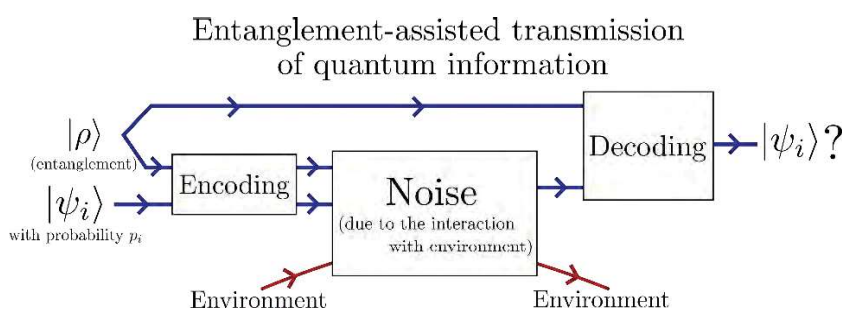 Entanglement-assisted transmission
of quantum information
|ρ⟩
(entanglement)
Encoding
|ψᵢ⟩
with probability pᵢ
Noise
(due to the interaction
with environment)
Decoding
|ψᵢ⟩?
Environment
Environment